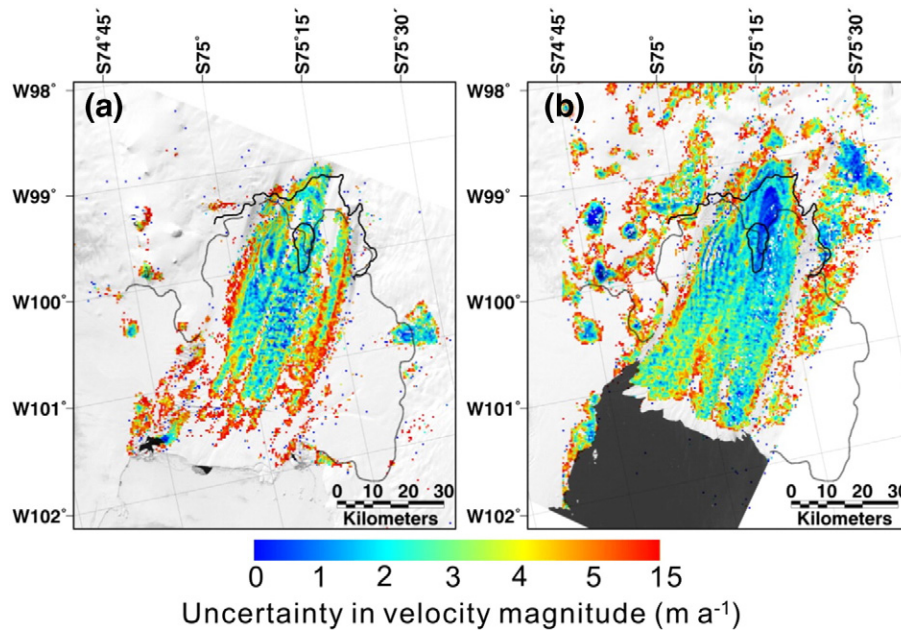 S74°45´ S75° S75°15´ S75°30´ S74°45´ S75° S75°15´ S75°30´
W98° (a) W98° (b)
W99° W99°
W100° W100°
W101° W101°
W102° W102°
0 10 20 30 0 10 20 30
Kilometers Kilometers
0 1 2 3 4 5 15
Uncertainty in velocity magnitude (m a⁻¹)